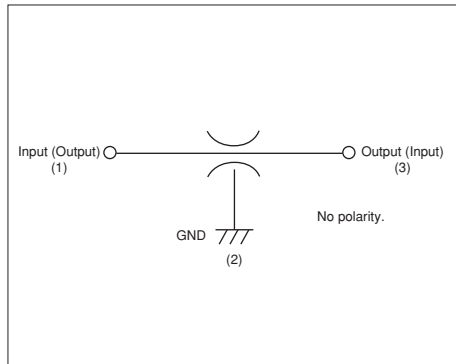 Input (Output)
(1)
Output (Input)
(3)
No polarity.
GND
(2)